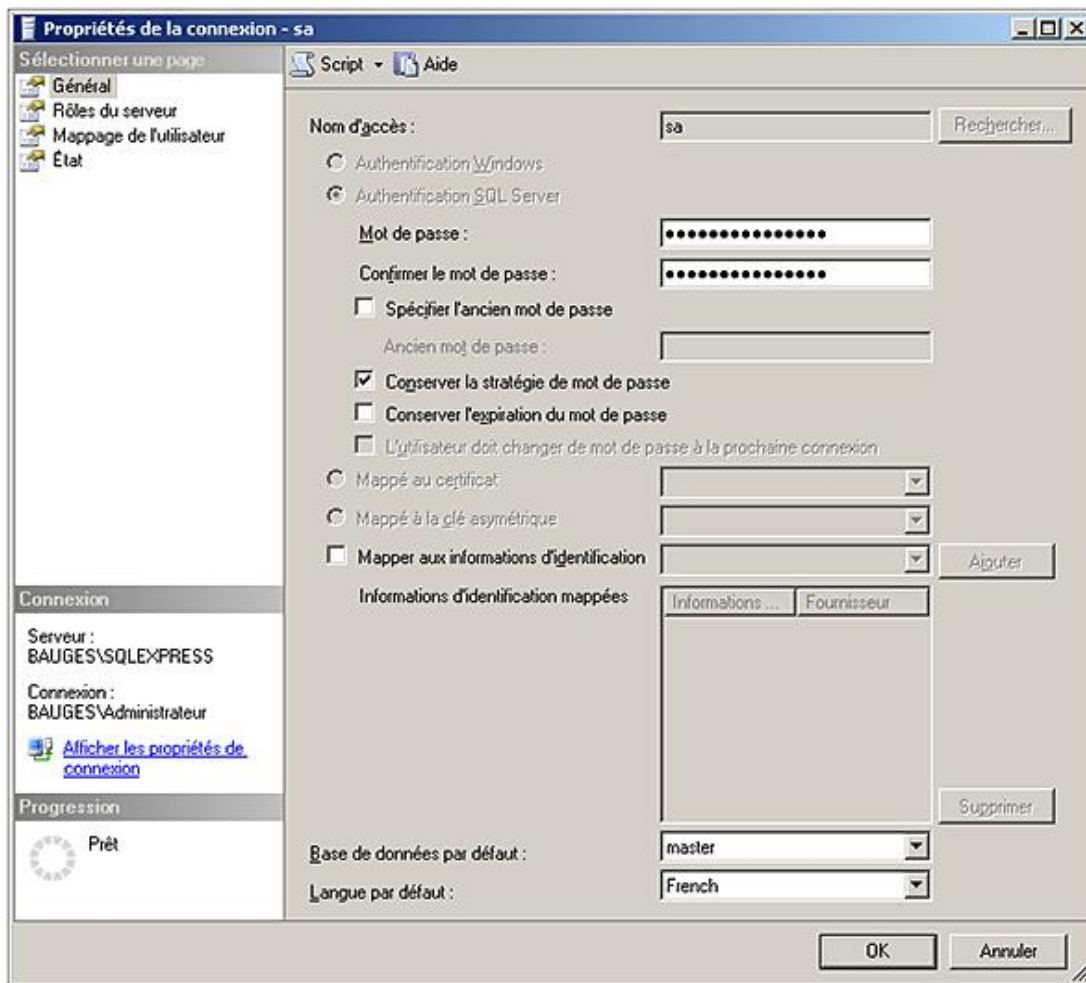 Propriétés de la connexion - sa
Sélectionner une page
Général
Rôles du serveur
Mappage de l'utilisateur
État
Script
Aide
Nom d'accès :
sa
Rechercher...
Authentification Windows
Authentification SQL Server
Mot de passe :
●●●●●●●●●●●●●●●
Confirmer le mot de passe :
●●●●●●●●●●●●●●●
Spécifier l'ancien mot de passe
Ancien mot de passe :
Conserver la stratégie de mot de passe
Conserver l'expiration du mot de passe
L'utilisateur doit changer de mot de passe à la prochaine connexion
Mappé au certificat
Mappé à la clé asymétrique
Mapper aux informations d'identification
Ajouter
Informations d'identification mappées
Informations ...
Fournisseur
Supprimer
Base de données par défaut :
master
Langue par défaut :
French
Connexion
Serveur :
BAUGES\SQLEXPRESS
Connexion :
BAUGES\Administrateur
Afficher les propriétés de
connexion
Progression
Prêt
OK
Annuler